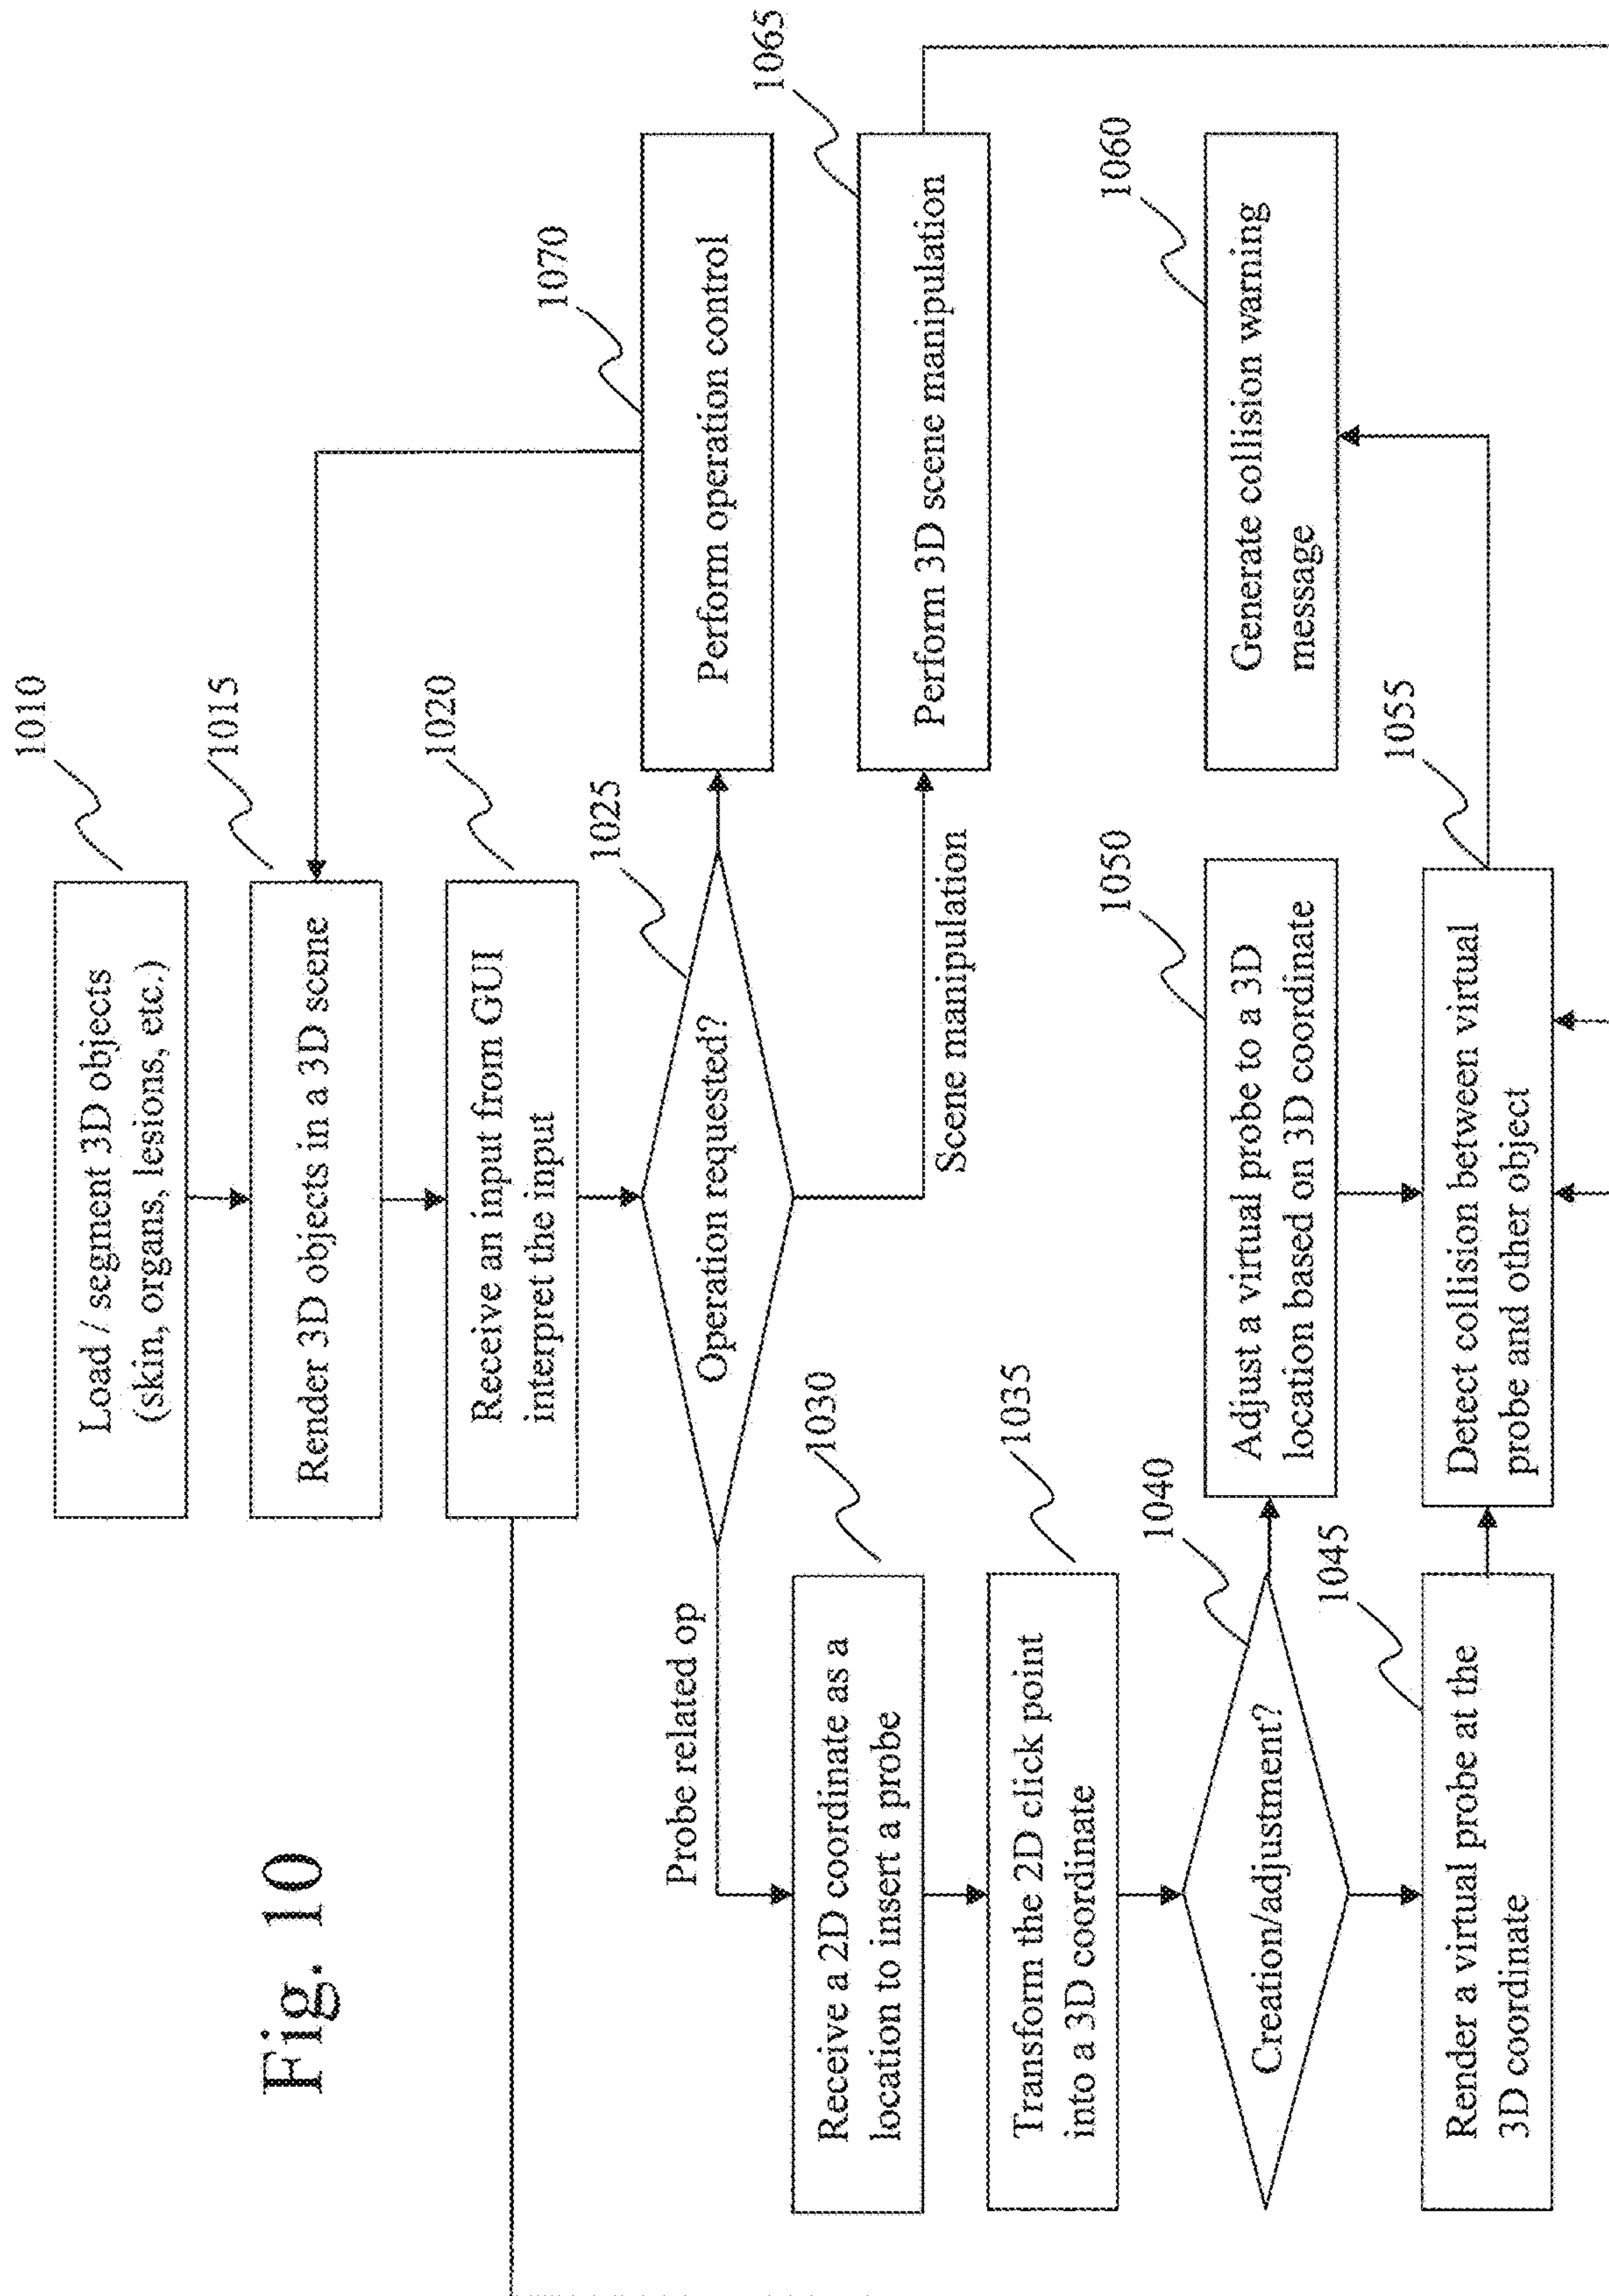 Fig. 10
1010
Load / segment 3D objects
(skin, organs, lesions, etc.)
1015
Render 3D objects in a 3D scene
1020
Receive an input from GUI
interpret the input
1025
Operation requested?
1070
Perform operation control
Probe related op
Scene manipulation
1065
Perform 3D scene manipulation
1030
Receive a 2D coordinate as a
location to insert a probe
1035
Transform the 2D click point
into a 3D coordinate
1040
Creation/adjustment?
1050
Adjust a virtual probe to a 3D
location based on 3D coordinate
1060
Generate collision warning
message
1045
Render a virtual probe at the
3D coordinate
1055
Detect collision between virtual
probe and other object